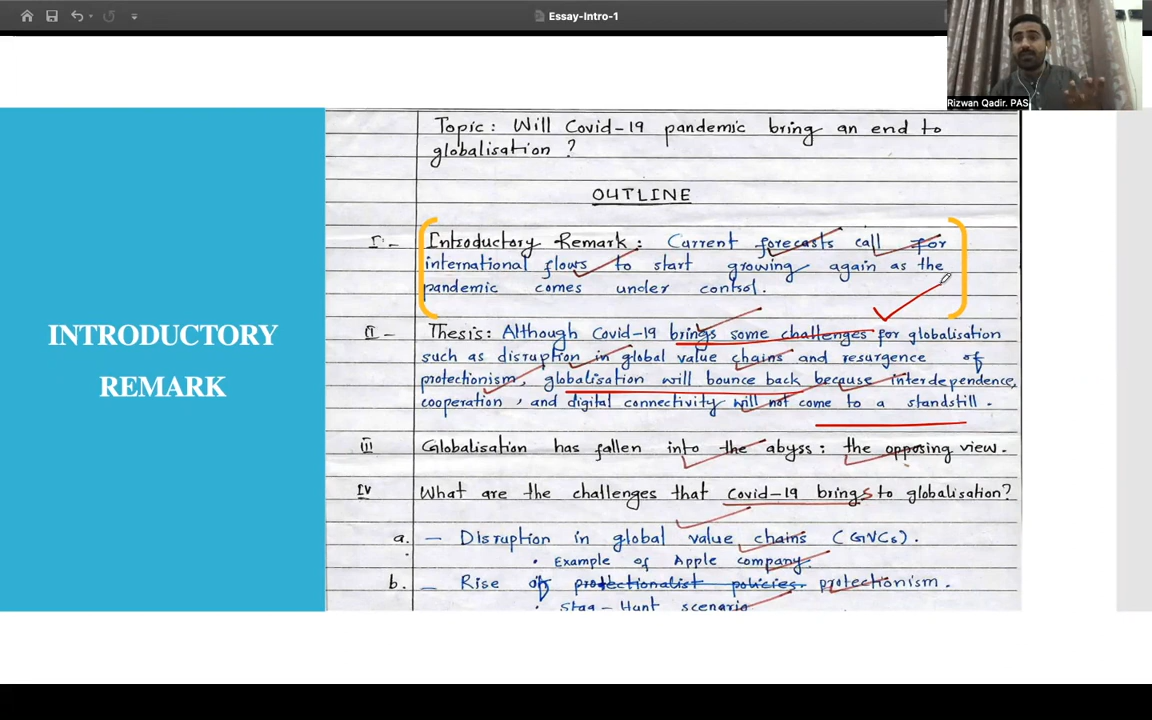 Essay-Intro-1
Rizwan Qadir. PAS
INTRODUCTORY
REMARK
Topic: Will Covid-19 pandemic bring an end to
globalisation ?
OUTLINE
I - Introductory Remark: Current forecasts call for
international flows to start growing again as the
pandemic comes under control.
II - Thesis: Although Covid-19 brings some challenges for globalisation
such as disruption in global value chains and resurgence of
protectionism, globalisation will bounce back because interdependence,
cooperation, and digital connectivity will not come to a standstill.
III Globalisation has fallen into the abyss: the opposing view.
IV What are the challenges that Covid-19 brings to globalisation?
a. - Disruption in global value chains (GVCs).
• Example of Apple company.
b. - Rise of protectionalist policies protectionism.
• Stag-Hunt scenario